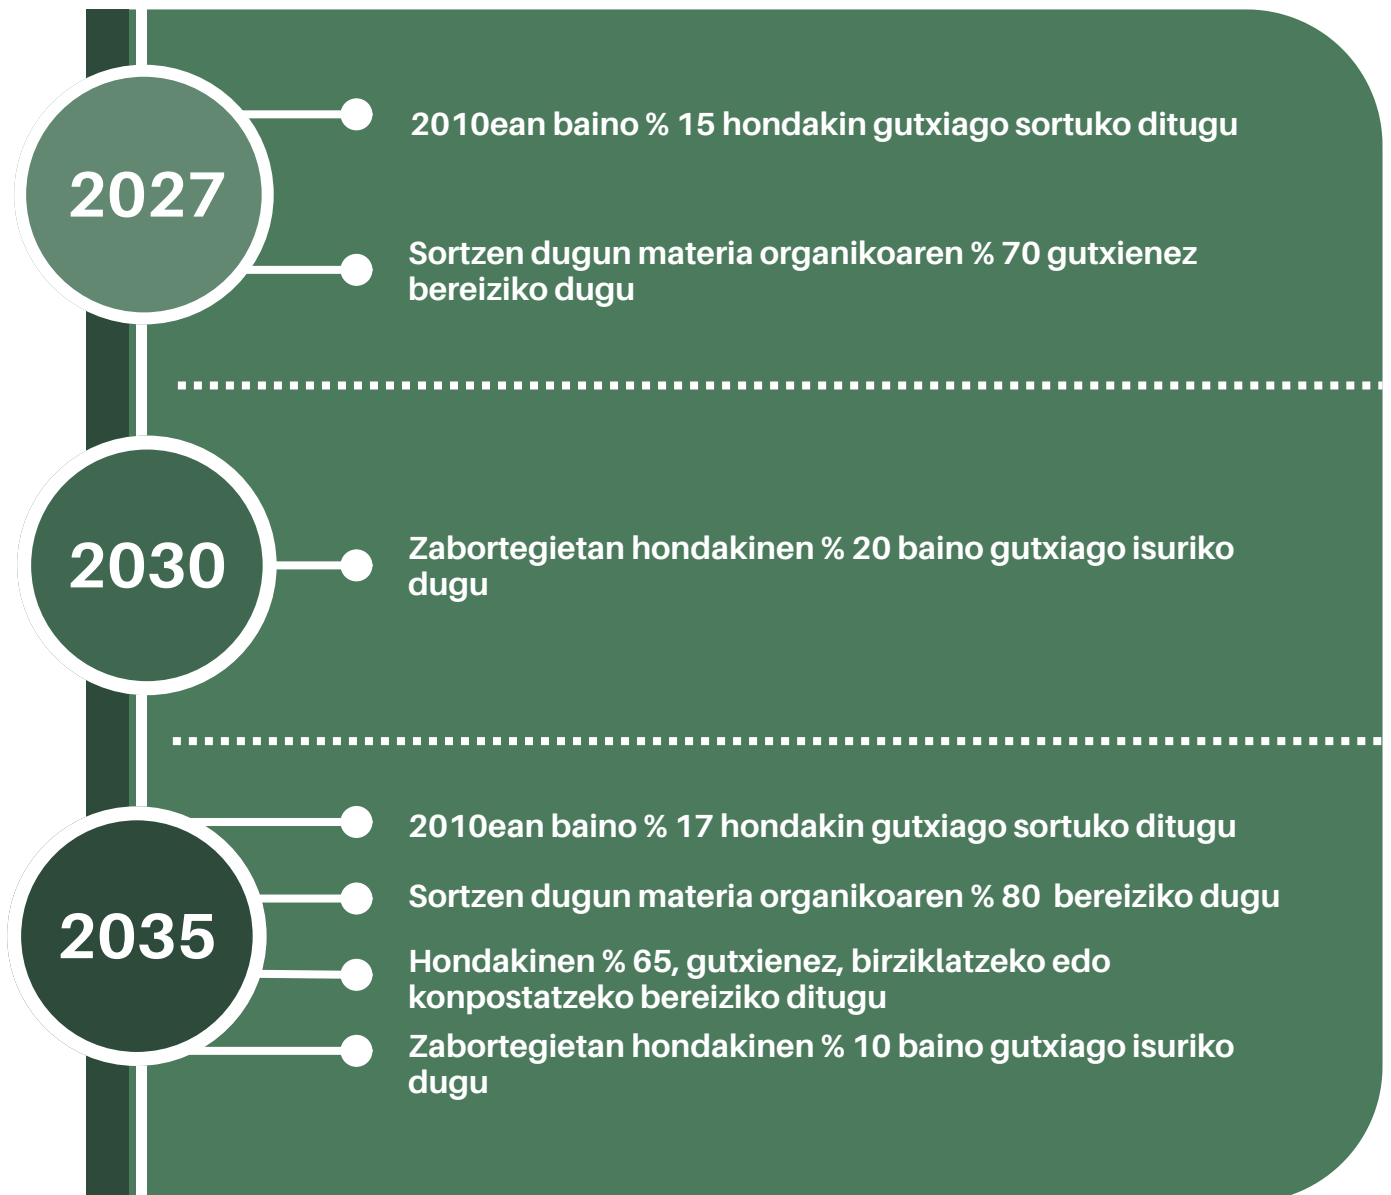 2027
2010ean baino % 15 hondakin gutxiago sortuko ditugu
Sortzen dugun materia organikoaren % 70 gutxienez
bereiziko dugu
2030
Zabortegietan hondakinen % 20 baino gutxiago isuriko
dugu
2035
2010ean baino % 17 hondakin gutxiago sortuko ditugu
Sortzen dugun materia organikoaren % 80  bereiziko dugu
Hondakinen % 65, gutxienez, birziklatzeko edo
konpostatzeko bereiziko ditugu
Zabortegietan hondakinen % 10 baino gutxiago isuriko
dugu